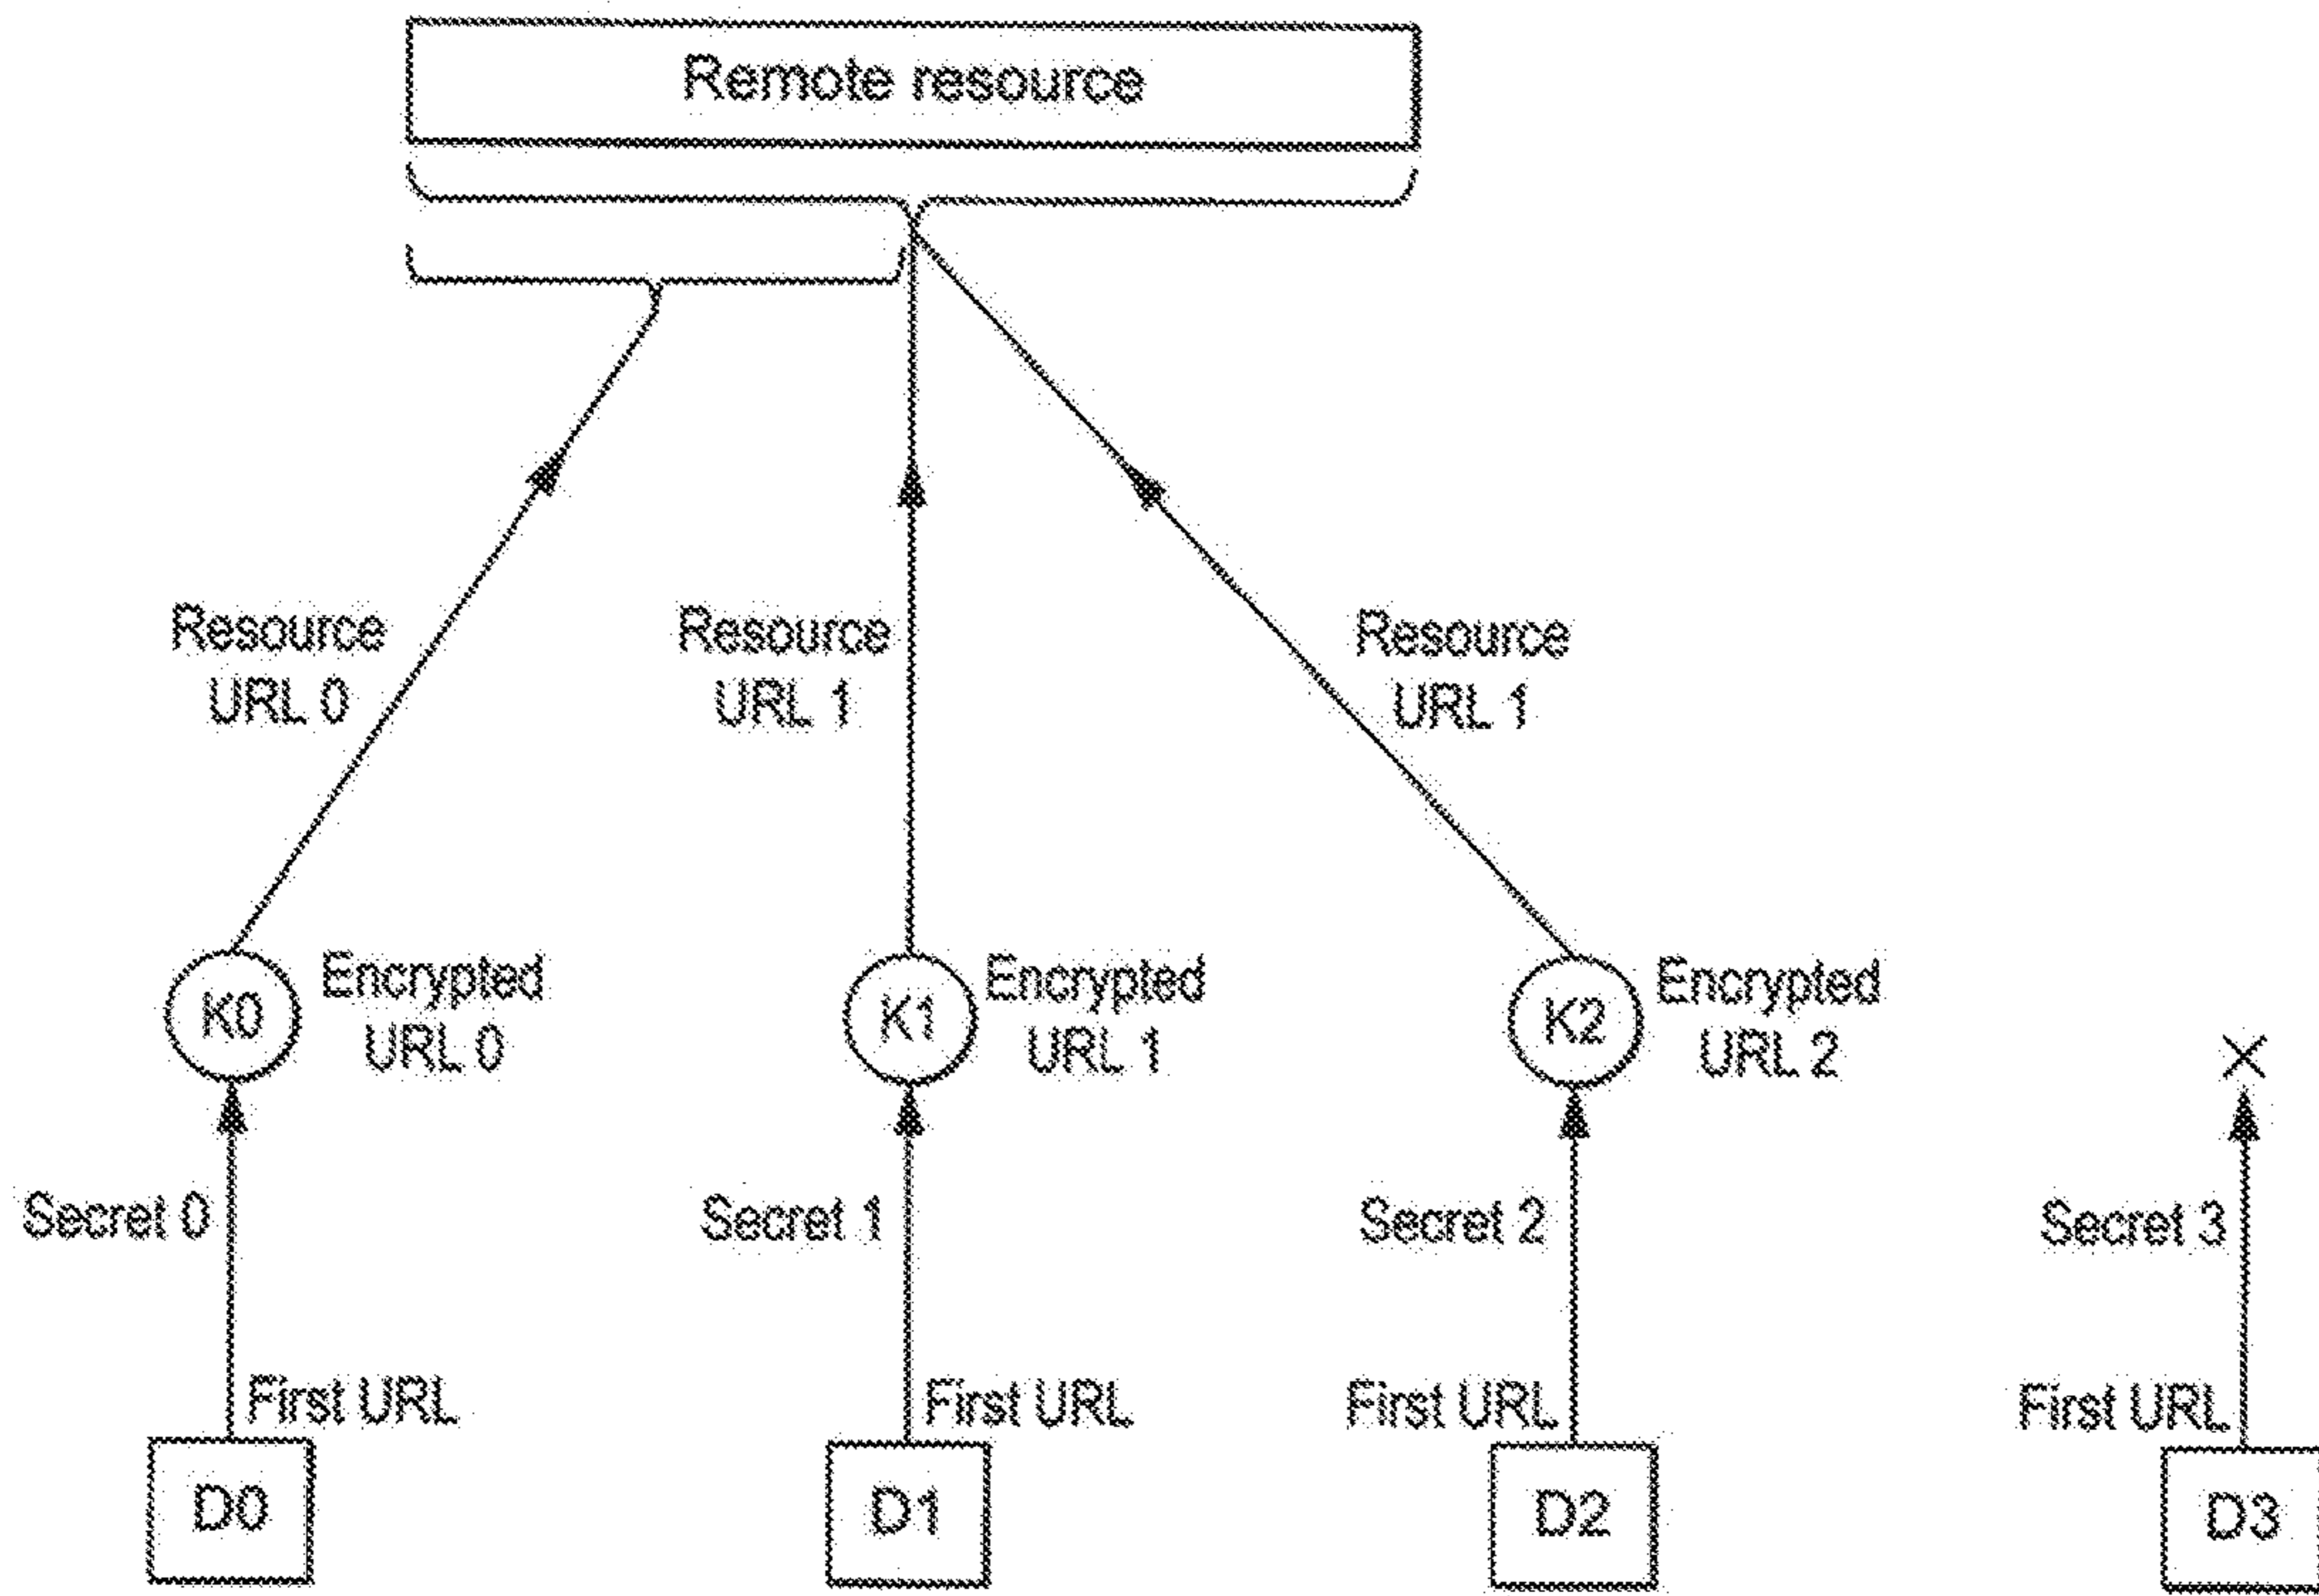 Remote resource
Resource
URL 0
Resource
URL 1
Resource
URL 1
K0
Encrypted
URL 0
K1
Encrypted
URL 1
K2
Encrypted
URL 2
Secret 0
Secret 1
Secret 2
Secret 3
First URL
First URL
First URL
First URL
D0
D1
D2
D3